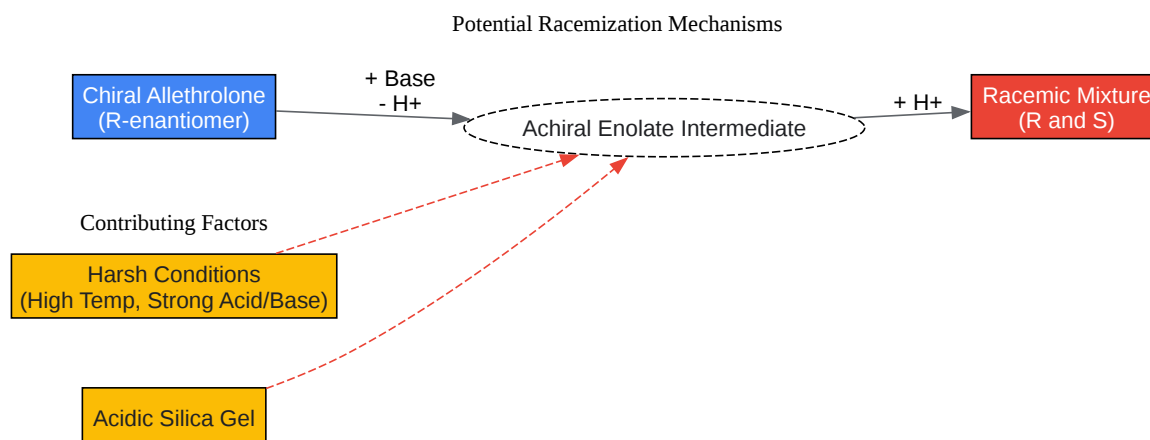 Potential Racemization Mechanisms
Chiral Allethrolone
(R-enantiomer)
+ Base
- H+
Achiral Enolate Intermediate
+ H+
Racemic Mixture
(R and S)
Contributing Factors
Harsh Conditions
(High Temp, Strong Acid/Base)
Acidic Silica Gel